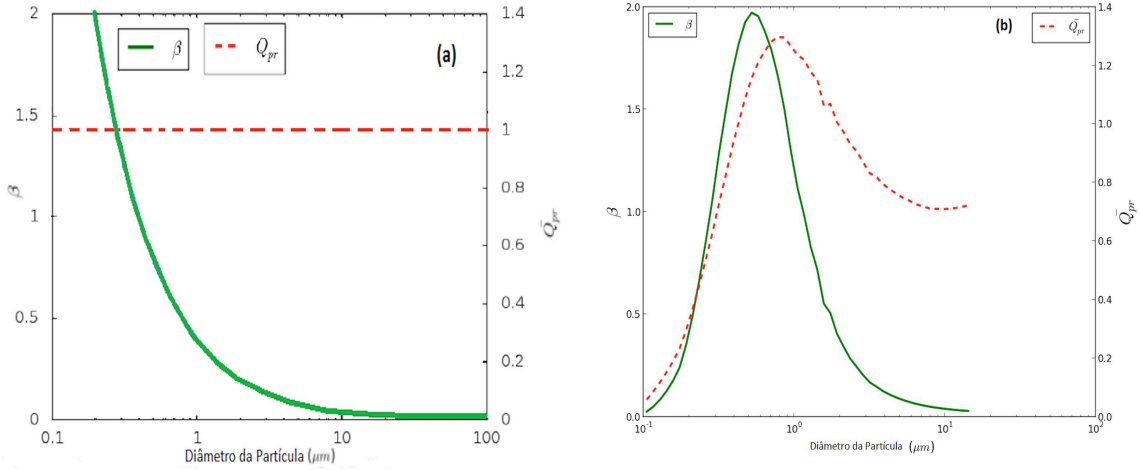 2
1.5
1
0.5
0
β
β Q_pr
(a)
1.4
1.2
1
0.8
0.6
0.4
0.2
0
Q̄_pr
0.1 1 10 100
Diâmetro da Partícula (μm)
2.0
1.5
1.0
0.5
0.0
β
β
(b)
Q̄_pr
1.4
1.2
1.0
0.8
0.6
0.4
0.2
0.0
Q̄_pr
10⁻¹ 10⁰ 10¹ 10²
Diâmetro da Partícula (μm)